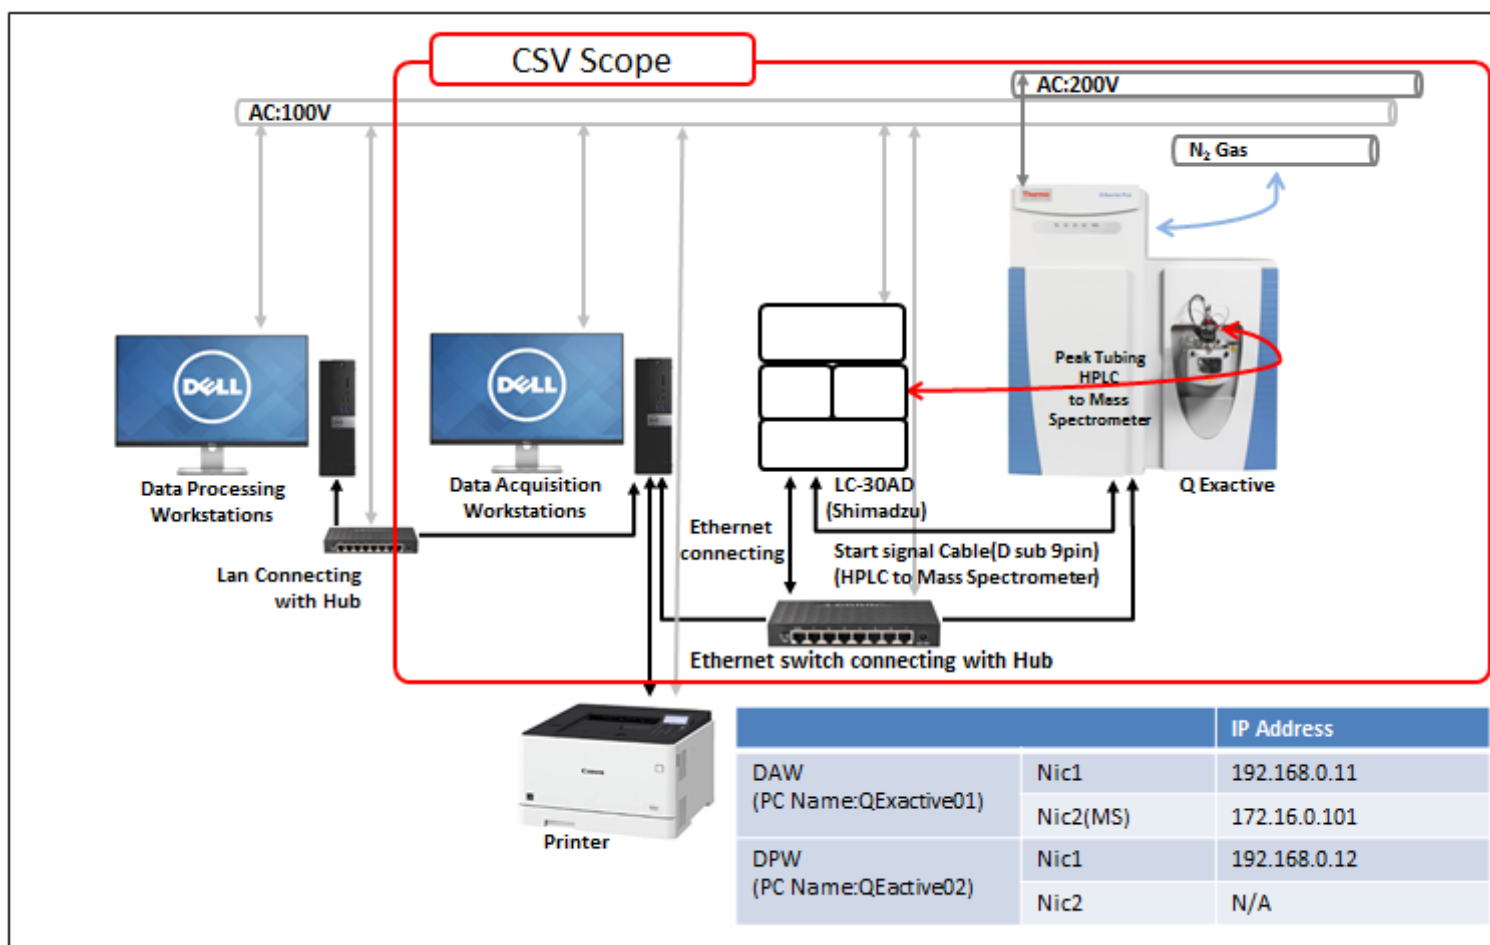 CSV Scope
AC:200V
AC:100V
N₂ Gas
Thermo
DELL
DELL
Peak Tubing
HPLC
to Mass
Spectrometer
Data Processing
Workstations
Data Acquisition
Workstations
LC-30AD
(Shimadzu)
Q Exactive
Ethernet
connecting
Start signal Cable(D sub 9pin)
(HPLC to Mass Spectrometer)
Lan Connecting
with Hub
Ethernet switch connecting with Hub
Canon
Printer
IP Address
DAW
(PC Name:QExactive01)
Nic1
192.168.0.11
Nic2(MS)
172.16.0.101
DPW
(PC Name:QEactive02)
Nic1
192.168.0.12
Nic2
N/A